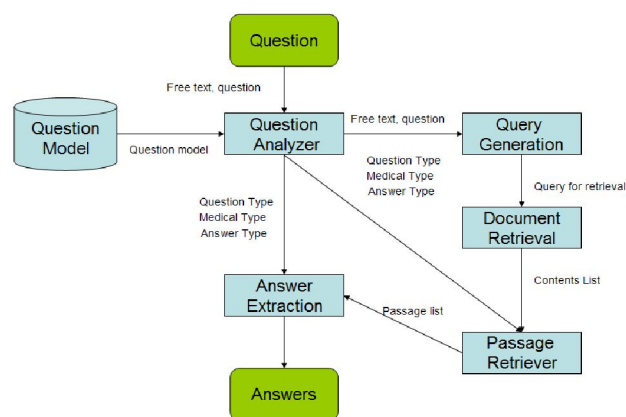 Question
Free text, question
Question
Model
Question model
Question
Analyzer
Free text, question
Query
Generation
Question Type
Medical Type
Answer Type
Query for retrieval
Question Type
Medical Type
Answer Type
Document
Retrieval
Contents List
Answer
Extraction
Passage list
Passage
Retriever
Answers